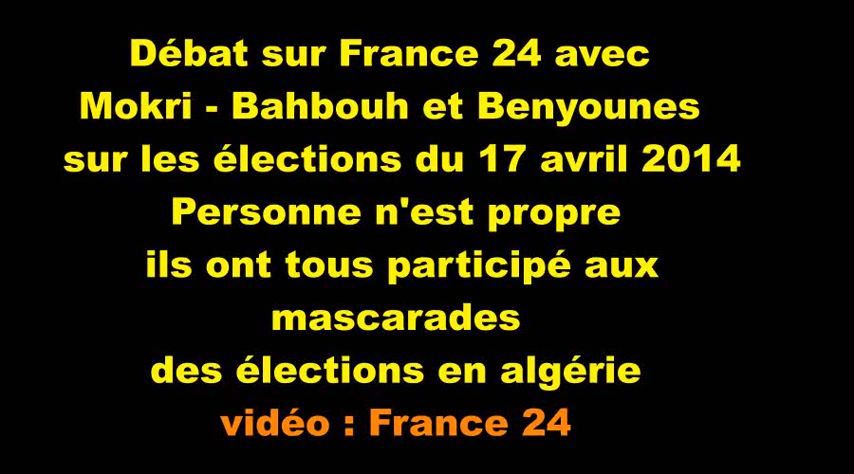 Débat sur France 24 avec
Mokri - Bahbouh et Benyounes
sur les élections du 17 avril 2014
Personne n'est propre
ils ont tous participé aux
mascarades
des élections en algérie
vidéo : France 24